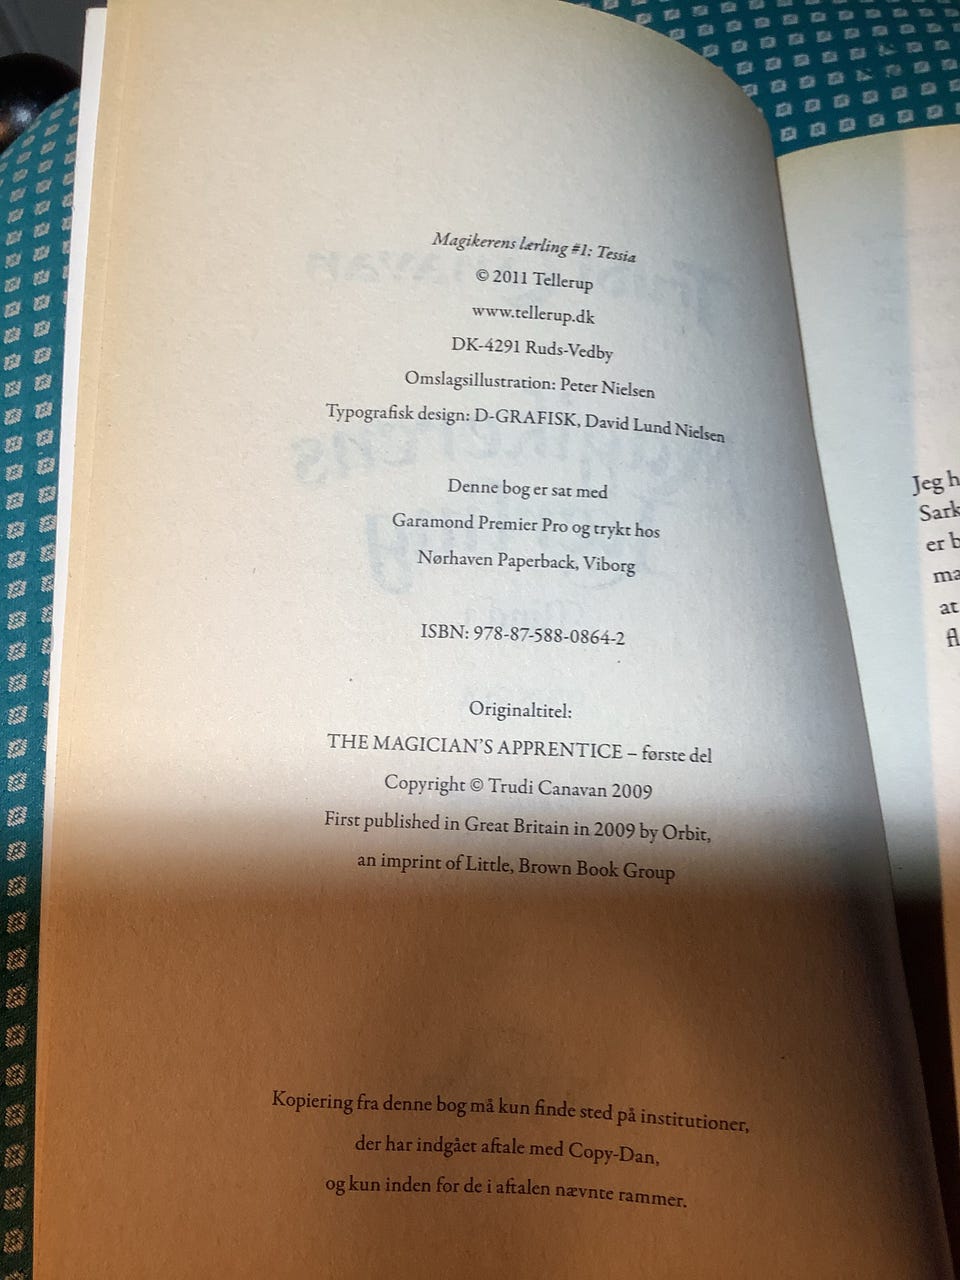 Magikerens lærling #1: Tessia
© 2011 Tellerup
www.tellerup.dk
DK-4291 Ruds-Vedby
Omslagsillustration: Peter Nielsen
Typografisk design: D-GRAFISK, David Lund Nielsen
Denne bog er sat med
Garamond Premier Pro og trykt hos
Nørhaven Paperback, Viborg
ISBN: 978-87-588-0864-2
Originaltitel:
THE MAGICIAN'S APPRENTICE – første del
Copyright © Trudi Canavan 2009
First published in Great Britain in 2009 by Orbit,
an imprint of Little, Brown Book Group
Kopiering fra denne bog må kun finde sted på institutioner,
der har indgået aftale med Copy-Dan,
og kun inden for de i aftalen nævnte rammer.
Jeg
er
at